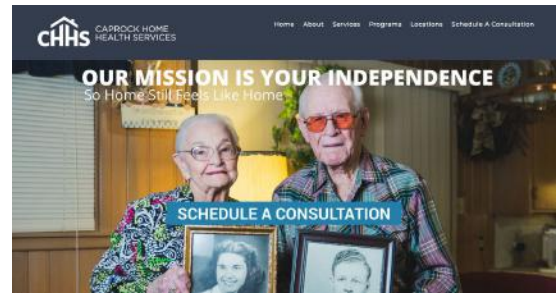 CHHS
CAPROCK HOME
HEALTH SERVICES
Home About Services Programs Locations Schedule A Consultation
OUR MISSION IS YOUR INDEPENDENCE
So Home Still Feels Like Home
SCHEDULE A CONSULTATION